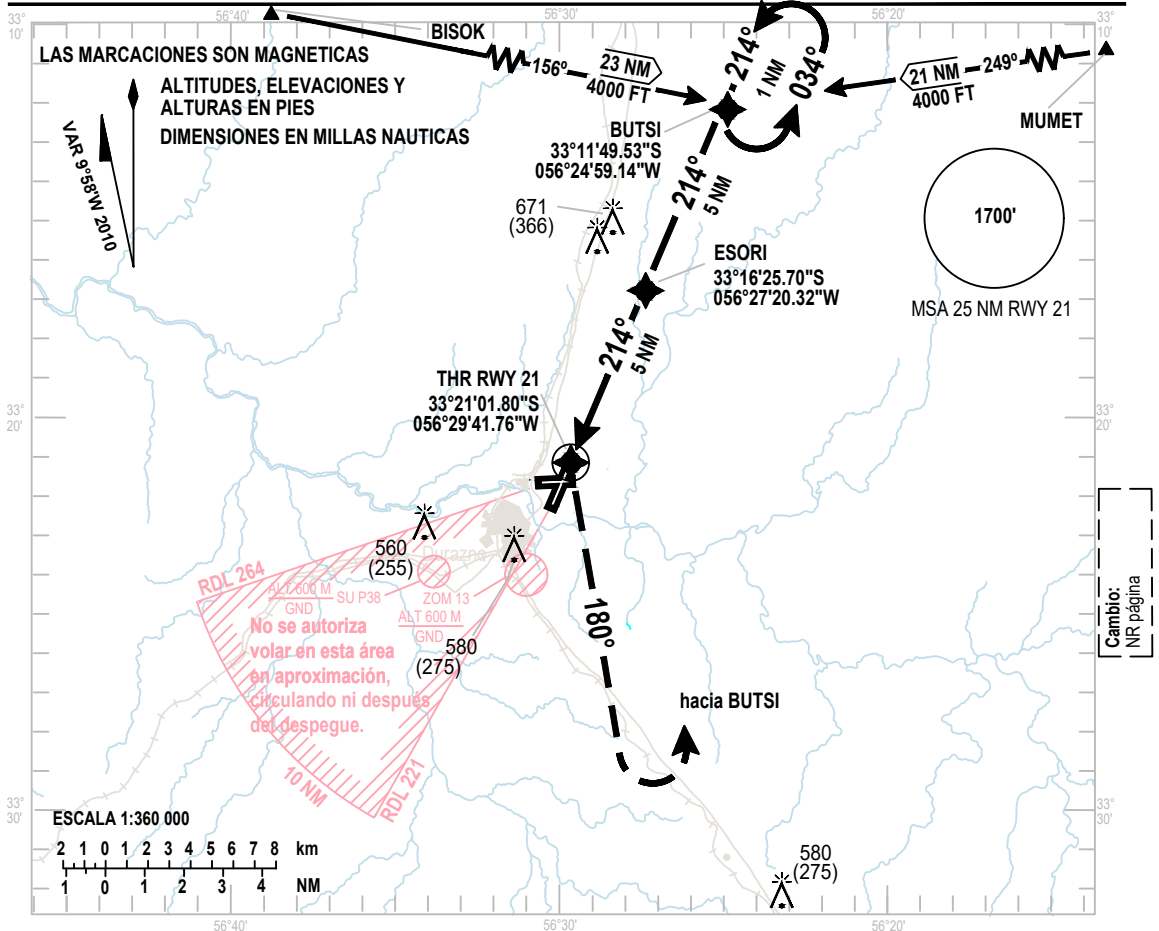 33°
10'
56°40'
56°30'
56°20'
33°
10'
BISOK
LAS MARCACIONES SON MAGNETICAS
ALTITUDES, ELEVACIONES Y
ALTURAS EN PIES
DIMENSIONES EN MILLAS NAUTICAS
VAR 9°58'W 2010
156º
23 NM
4000 FT
214°
1 NM
034°
21 NM
4000 FT
249º
MUMET
BUTSI
33°11'49.53"S
056°24'59.14"W
214°
5 NM
671
(366)
1700'
MSA 25 NM RWY 21
ESORI
33°16'25.70"S
056°27'20.32"W
214°
5 NM
THR RWY 21
33°21'01.80"S
056°29'41.76"W
33°
20'
33°
20'
Durazno
560
(255)
RDL 264
ALT 600 M
GND
SU P38
ZOM 13
ALT 600 M
GND
580
(275)
No se autoriza
volar en esta área
en aproximación,
circulando ni después
del despegue.
180°
hacia BUTSI
Cambio:
NR página
10 NM
RDL 221
33°
30'
33°
30'
ESCALA 1:360 000
2 1 0 1 2 3 4 5 6 7 8 km
1 0 1 2 3 4 NM
580
(275)
56°40'
56°30'
56°20'